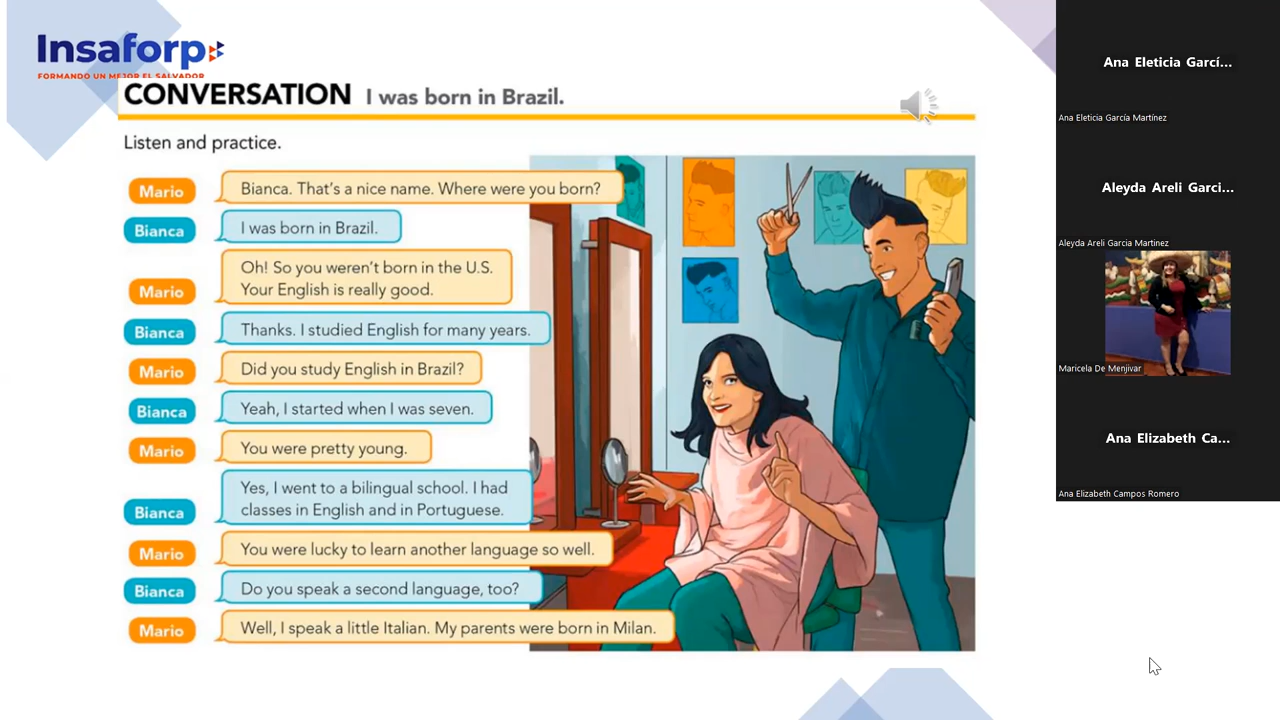 Insaforp
FORMANDO UN MEJOR EL SALVADOR
CONVERSATION I was born in Brazil.
Listen and practice.
Mario Bianca. That's a nice name. Where were you born?
Bianca I was born in Brazil.
Oh! So you weren't born in the U.S.
Mario Your English is really good.
Bianca Thanks. I studied English for many years.
Mario Did you study English in Brazil?
Bianca Yeah, I started when I was seven.
Mario You were pretty young.
Yes, I went to a bilingual school. I had
Bianca classes in English and in Portuguese.
Mario You were lucky to learn another language so well.
Bianca Do you speak a second language, too?
Mario Well, I speak a little Italian. My parents were born in Milan.
Ana Eleticia Garcí...
Ana Eleticia García Martínez
Aleyda Areli Garci...
Aleyda Areli Garcia Martinez
Maricela De Menjivar
Ana Elizabeth Ca...
Ana Elizabeth Campos Romero